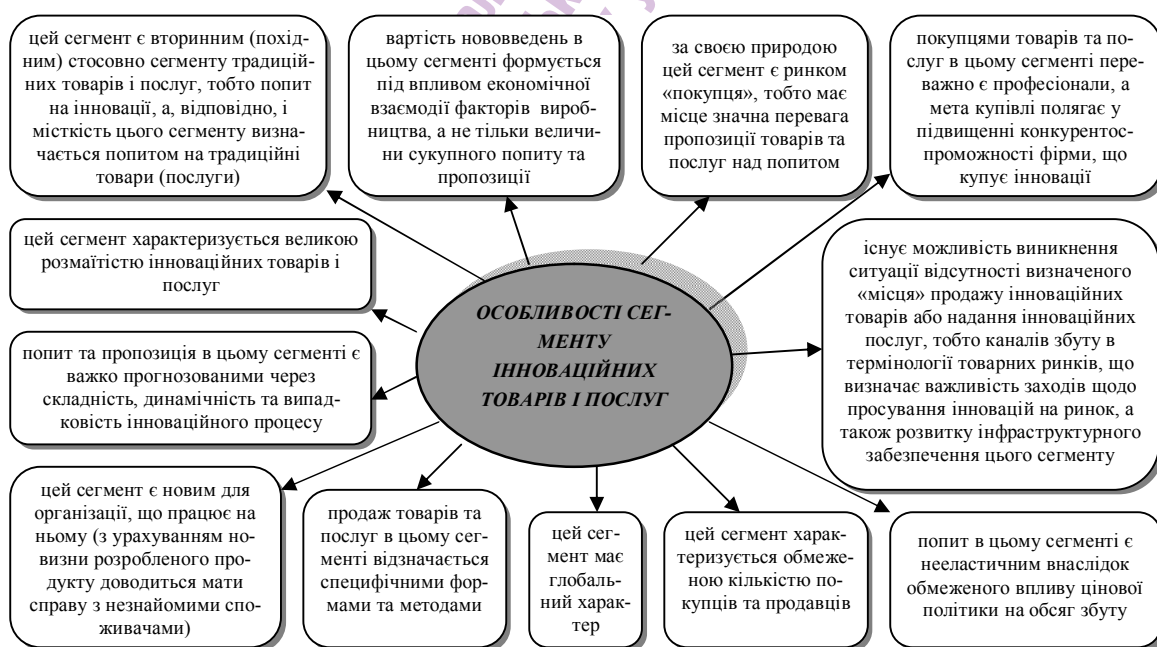 цей сегмент є вторинним (похід-
ним) стосовно сегменту традицій-
них товарів і послуг, тобто попит
на інновації, а, відповідно, і
місткість цього сегменту визна-
чається попитом на традиційні
товари (послуги)
вартість нововведень в
цьому сегменті формується
під впливом економічної
взаємодії факторів вироб-
ництва, а не тільки величи-
ни сукупного попиту та
пропозиції
за своєю природою
цей сегмент є ринком
«покупця», тобто має
місце значна перевага
пропозиції товарів та
послуг над попитом
покупцями товарів та по-
слуг в цьому сегменті пере-
важно є професіонали, а
мета купівлі полягає у
підвищенні конкурентос-
проможності фірми, що
купує інновації
цей сегмент характеризується великою
розмаїтістю інноваційних товарів і
послуг
ОСОБЛИВОСТІ СЕГ-
МЕНТУ
ІННОВАЦІЙНИХ
ТОВАРІВ І ПОСЛУГ
існує можливість виникнення
ситуації відсутності визначеного
«місця» продажу інноваційних
товарів або надання інноваційних
послуг, тобто каналів збуту в
термінології товарних ринків, що
визначає важливість заходів щодо
просування інновацій на ринок, а
також розвитку інфраструктурного
забезпечення цього сегменту
попит та пропозиція в цьому сегменті є
важко прогнозованими через
складність, динамічність та випад-
ковість інноваційного процесу
цей сегмент є новим для
організації, що працює на
ньому (з урахуванням но-
визни розробленого про-
дукту доводиться мати
справу з незнайомими спо-
живачами)
продаж товарів та
послуг в цьому сег-
менті відзначається
специфічними фор-
мами та методами
цей сег-
мент має
глобаль-
ний харак-
тер
цей сегмент харак-
теризується обмеже-
ною кількістю по-
купців та продавців
попит в цьому сегменті є
нееластичним внаслідок
обмеженого впливу цінової
політики на обсяг збуту